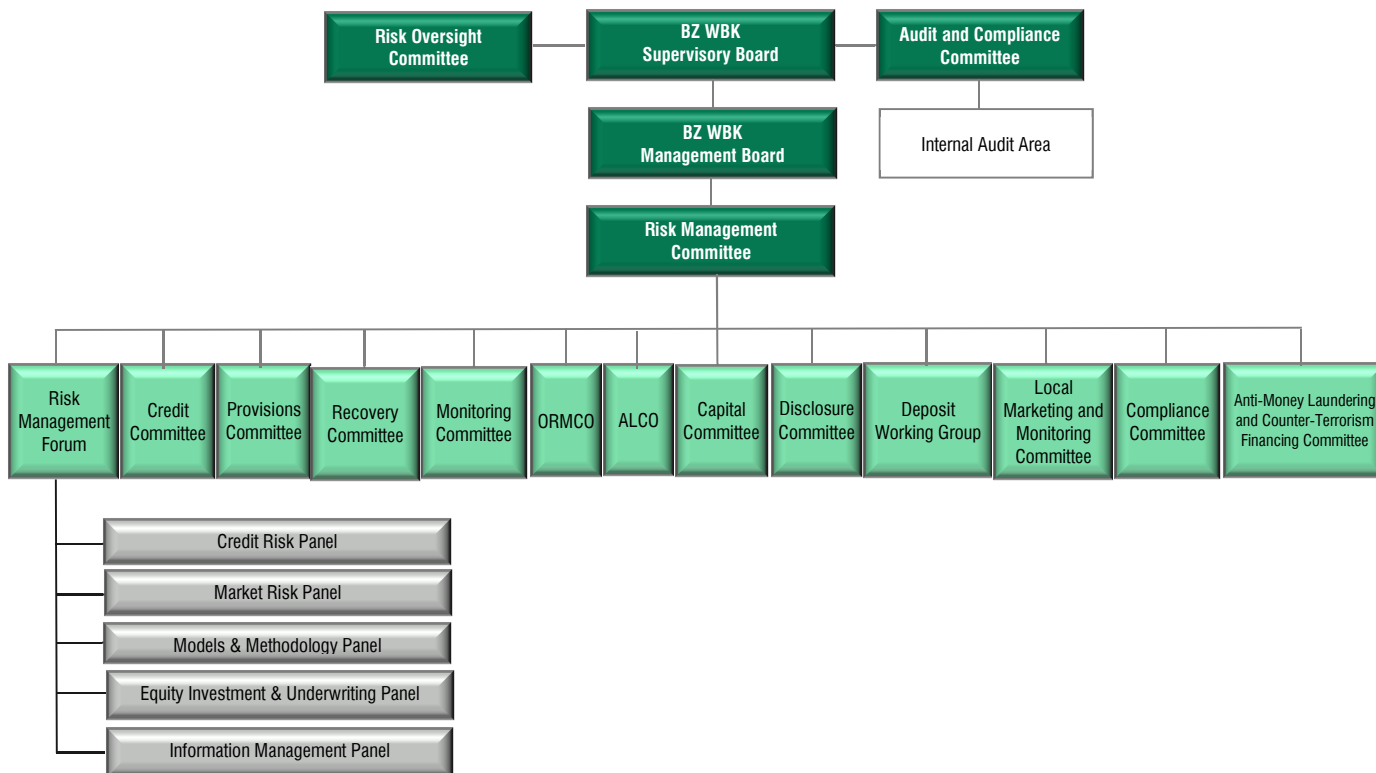 Risk Oversight
Committee
BZ WBK
Supervisory Board
Audit and Compliance
Committee
BZ WBK
Management Board
Internal Audit Area
Risk Management
Committee
Risk
Management
Forum
Credit
Committee
Provisions
Committee
Recovery
Committee
Monitoring
Committee
ORMCO
ALCO
Capital
Committee
Disclosure
Committee
Deposit
Working Group
Local
Marketing and
Monitoring
Committee
Compliance
Committee
Anti-Money Laundering
and Counter-Terrorism
Financing Committee
Credit Risk Panel
Market Risk Panel
Models & Methodology Panel
Equity Investment & Underwriting Panel
Information Management Panel